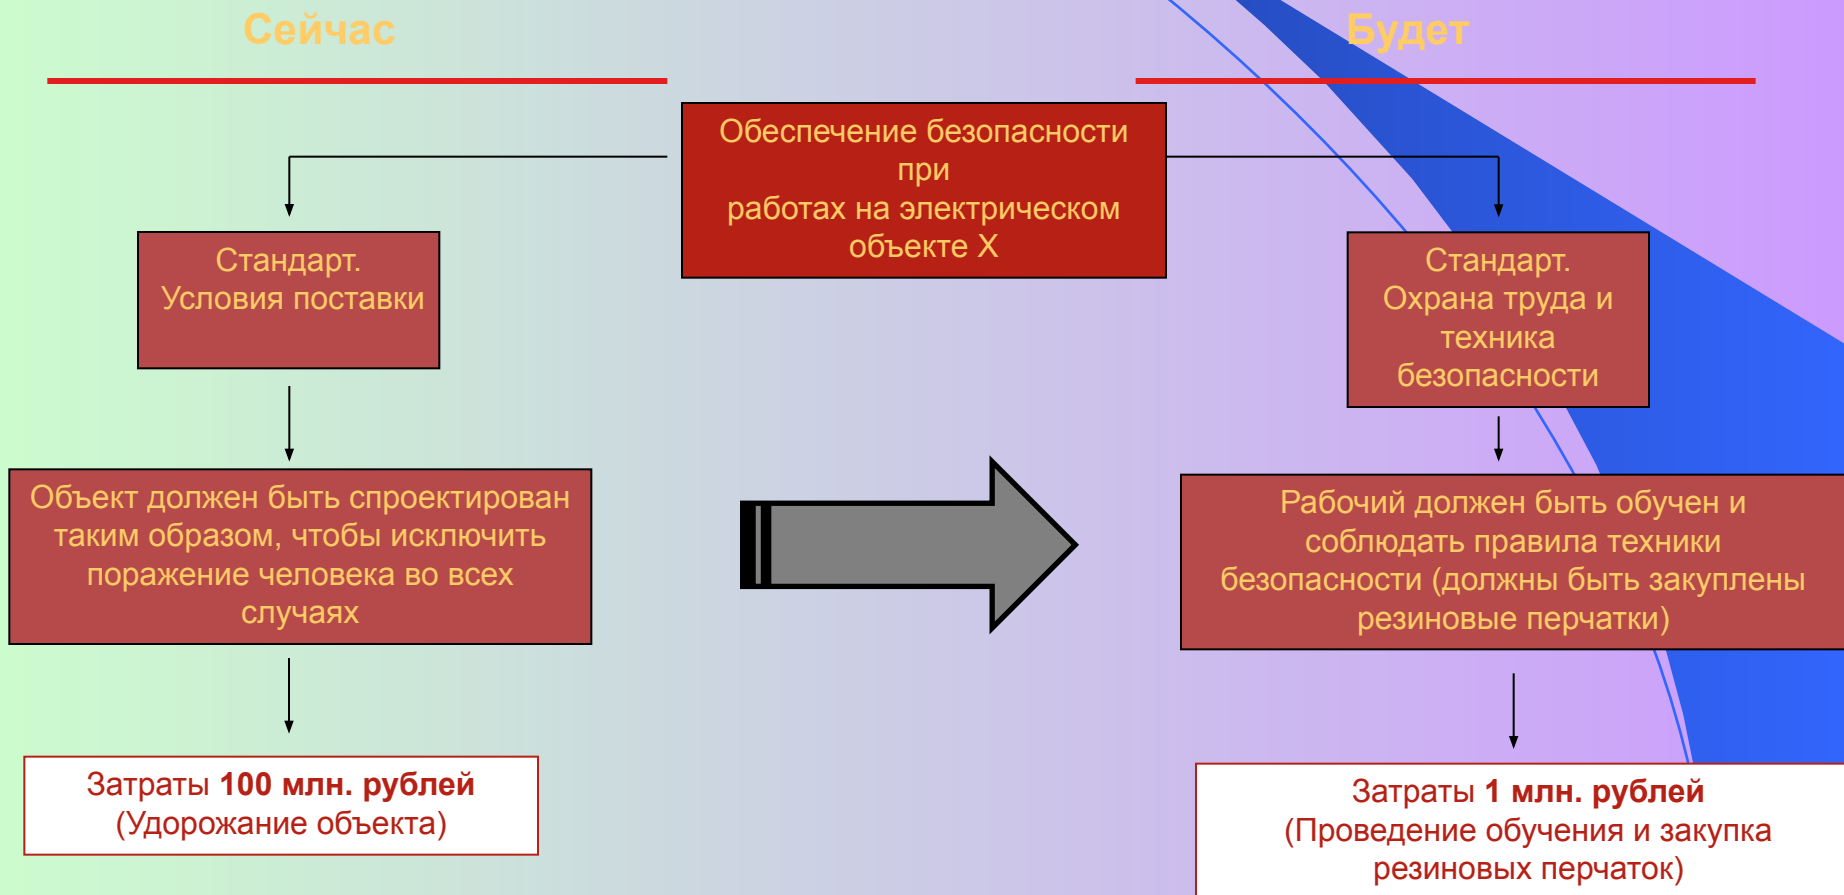 Сейчас
Будет
Обеспечение безопасности
при
работах на электрическом
объекте Х
Стандарт.
Условия поставки
Стандарт.
Охрана труда и
техника
безопасности
Объект должен быть спроектирован
таким образом, чтобы исключить
поражение человека во всех
случаях
Рабочий должен быть обучен и
соблюдать правила техники
безопасности (должны быть закуплены
резиновые перчатки)
Затраты 100 млн. рублей
(Удорожание объекта)
Затраты 1 млн. рублей
(Проведение обучения и закупка
резиновых перчаток)